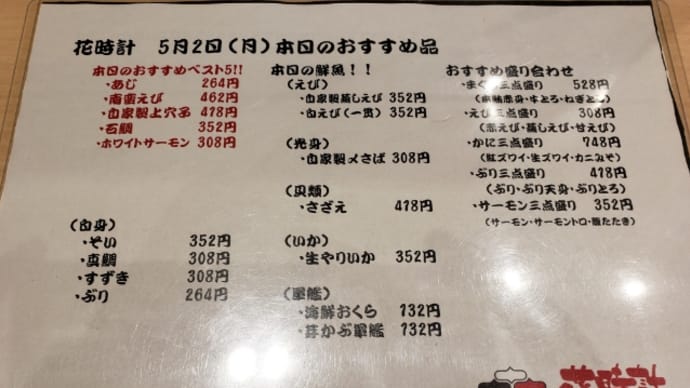 花時計 5月2日(月)本日のおすすめ品
本日のおすすめベスト5!!
・あじ 264円
・南蛮えび 462円
・自家製上穴子 478円
・石鯛 352円
・ホワイトサーモン 308円
(白身)
・そい 352円
・真鯛 308円
・すずき 308円
・ぶり 264円
本日の鮮魚!!
(えび)
・自家製蒸しえび 352円
・白えび(一貫) 352円
(光身)
・自家製〆さば 308円
(貝類)
・さざえ 478円
(いか)
・生やりいか 352円
(軍艦)
・海鮮おくら 132円
・芽かぶ軍艦 132円
おすすめ盛り合わせ
・まぐろ三点盛り 528円
・中とろ・ねぎとろ)
・えび三点盛り 308円
(赤えび・蒸しえび・甘えび)
・かに三点盛り 748円
(紅ズワイ・生ズワイ・カニみそ)
・ぶり三点盛り 478円
(ぶり・ぶり天身・ぶりとろ)
・サーモン三点盛り 352円
(サーモン・サーモントロ・たたき)
花時計